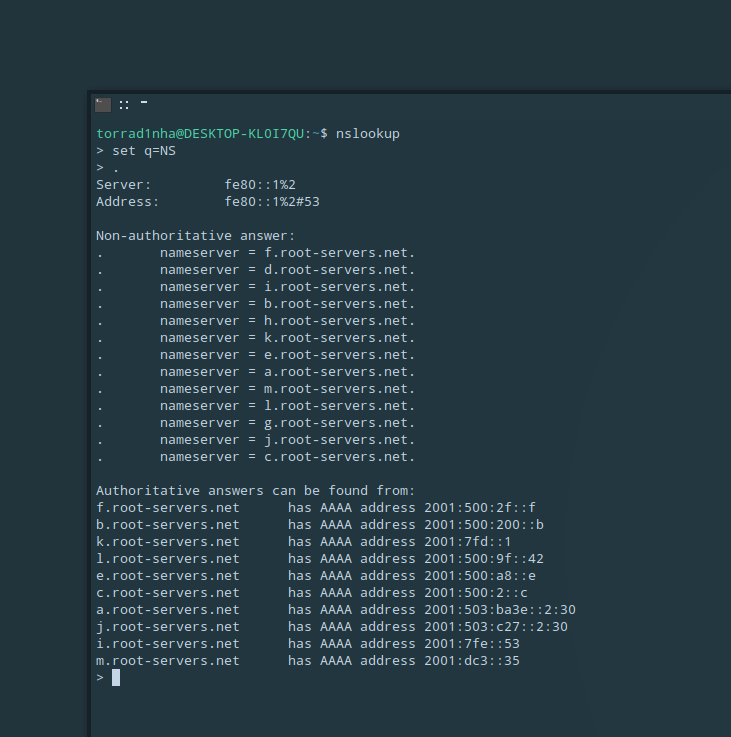 :: -
torrad1nha@DESKTOP-KL0I7QU:~$ nslookup
> set q=NS
> .
Server:         fe80::1%2
Address:        fe80::1%2#53

Non-authoritative answer:
.       nameserver = f.root-servers.net.
.       nameserver = d.root-servers.net.
.       nameserver = i.root-servers.net.
.       nameserver = b.root-servers.net.
.       nameserver = h.root-servers.net.
.       nameserver = k.root-servers.net.
.       nameserver = e.root-servers.net.
.       nameserver = a.root-servers.net.
.       nameserver = m.root-servers.net.
.       nameserver = l.root-servers.net.
.       nameserver = g.root-servers.net.
.       nameserver = j.root-servers.net.
.       nameserver = c.root-servers.net.

Authoritative answers can be found from:
f.root-servers.net      has AAAA address 2001:500:2f::f
b.root-servers.net      has AAAA address 2001:500:200::b
k.root-servers.net      has AAAA address 2001:7fd::1
l.root-servers.net      has AAAA address 2001:500:9f::42
e.root-servers.net      has AAAA address 2001:500:a8::e
c.root-servers.net      has AAAA address 2001:500:2::c
a.root-servers.net      has AAAA address 2001:503:ba3e::2:30
j.root-servers.net      has AAAA address 2001:503:c27::2:30
i.root-servers.net      has AAAA address 2001:7fe::53
m.root-servers.net      has AAAA address 2001:dc3::35
>